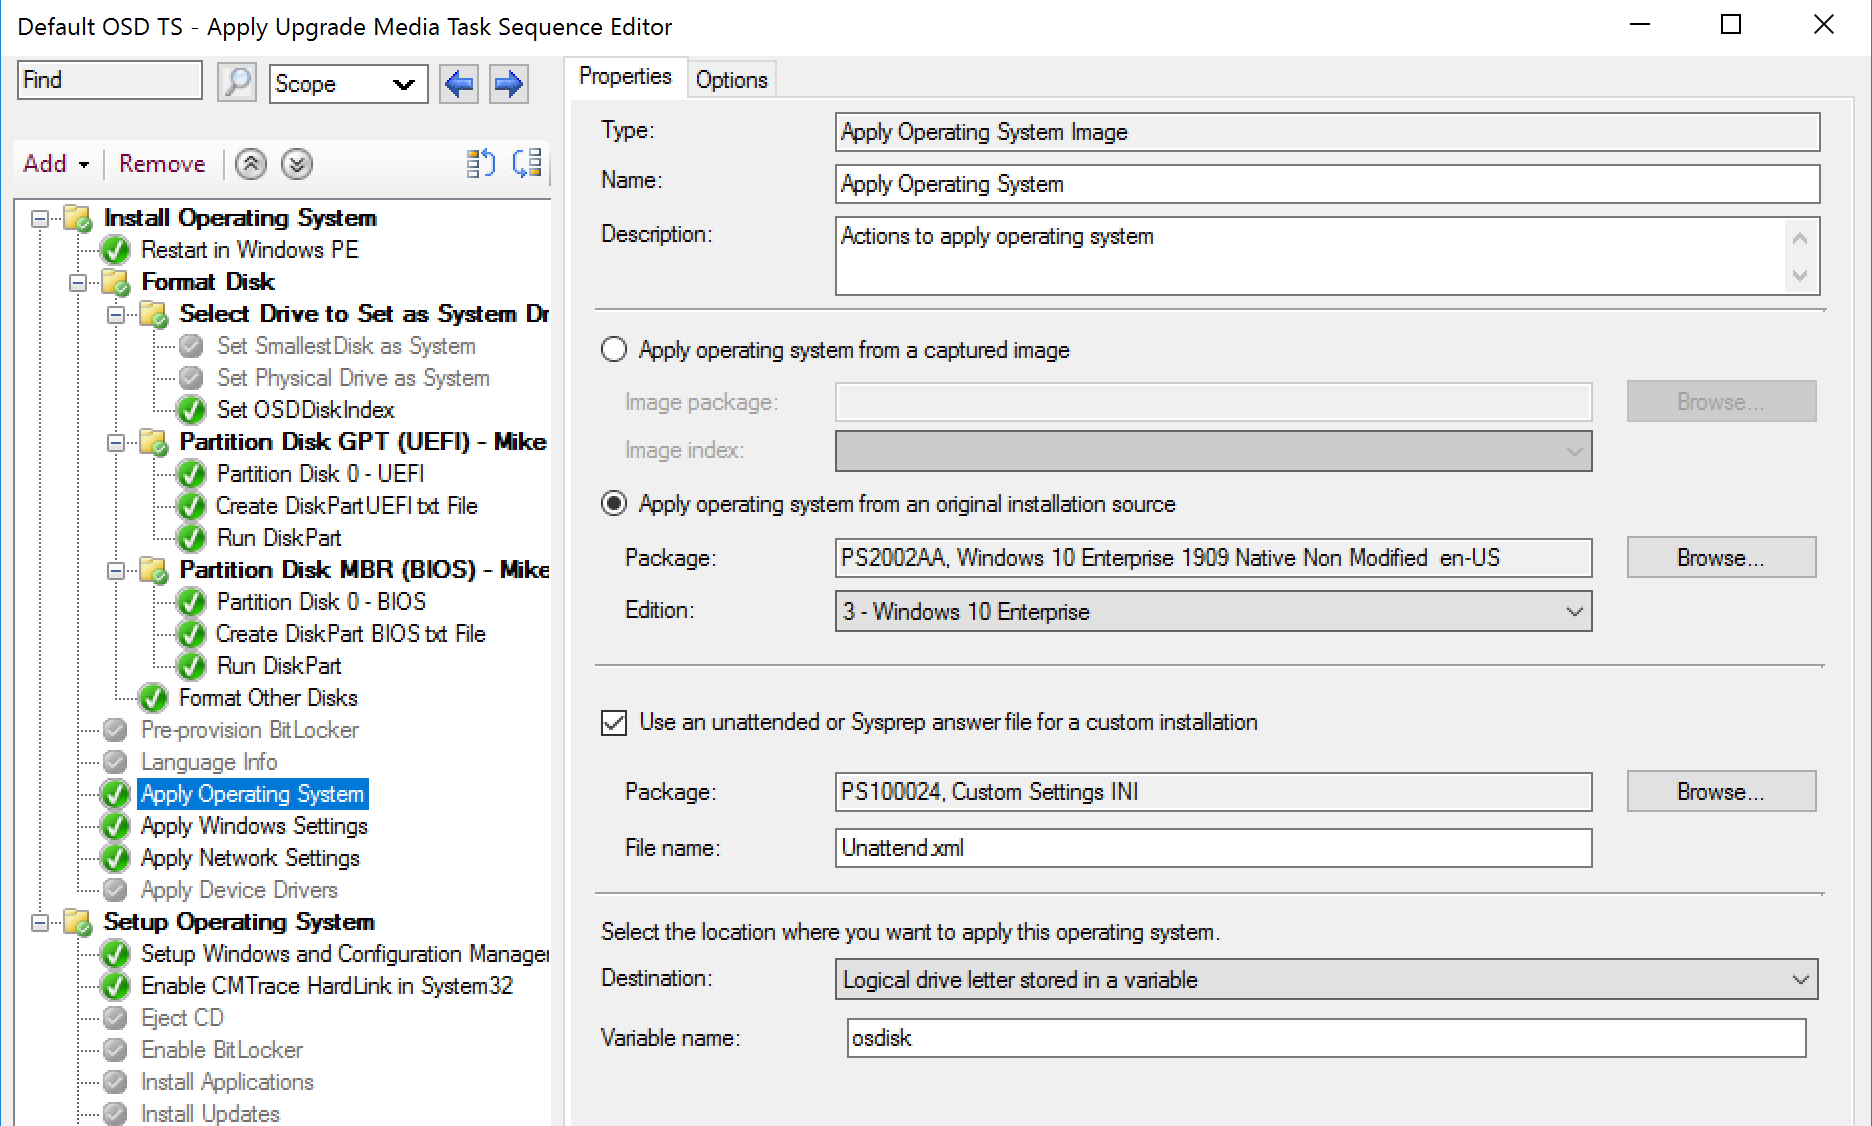 Default OSD TS - Apply Upgrade Media Task Sequence Editor
Find
Scope
Add
Remove
Install Operating System
Restart in Windows PE
Format Disk
Select Drive to Set as System Dr
Set SmallestDisk as System
Set Physical Drive as System
Set OSDDiskIndex
Partition Disk GPT (UEFI) - Mike
Partition Disk 0 - UEFI
Create DiskPartUEFI txt File
Run DiskPart
Partition Disk MBR (BIOS) - Mike
Partition Disk 0 - BIOS
Create DiskPart BIOS txt File
Run DiskPart
Format Other Disks
Pre-provision BitLocker
Language Info
Apply Operating System
Apply Windows Settings
Apply Network Settings
Apply Device Drivers
Setup Operating System
Setup Windows and Configuration Manager
Enable CMTrace HardLink in System32
Eject CD
Enable BitLocker
Install Applications
Install Updates
Properties
Options
Type:
Apply Operating System Image
Name:
Apply Operating System
Description:
Actions to apply operating system
Apply operating system from a captured image
Image package:
Browse...
Image index:
Apply operating system from an original installation source
Package:
PS2002AA, Windows 10 Enterprise 1909 Native Non Modified  en-US
Browse...
Edition:
3 - Windows 10 Enterprise
Use an unattended or Sysprep answer file for a custom installation
Package:
PS100024, Custom Settings INI
Browse...
File name:
Unattend.xml
Select the location where you want to apply this operating system.
Destination:
Logical drive letter stored in a variable
Variable name:
osdisk